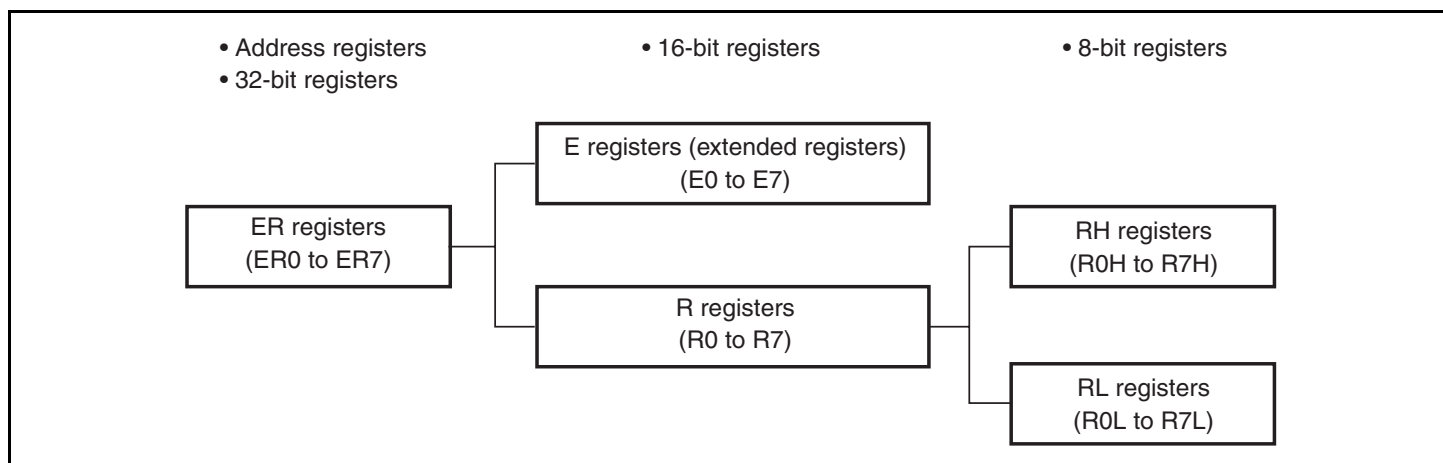 • Address registers
• 32-bit registers
• 16-bit registers
• 8-bit registers
E registers (extended registers)
(E0 to E7)
ER registers
(ER0 to ER7)
RH registers
(R0H to R7H)
R registers
(R0 to R7)
RL registers
(R0L to R7L)